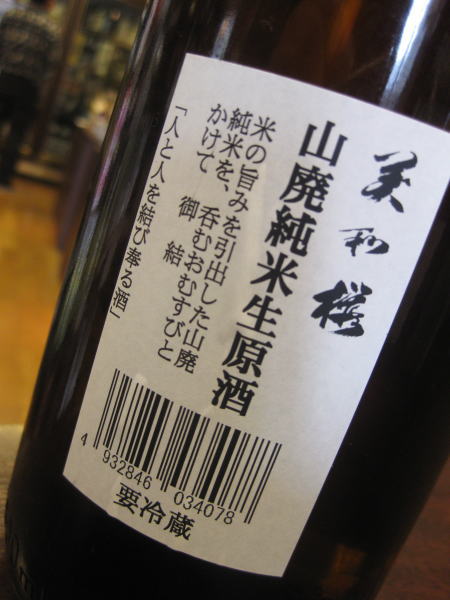 美和桜
山廃純米生原酒
米の旨みを引出した山廃
純米を、呑むおむすびと
かけて 御結
「人と人を結び奉る酒」
4 932846 034078
要冷蔵